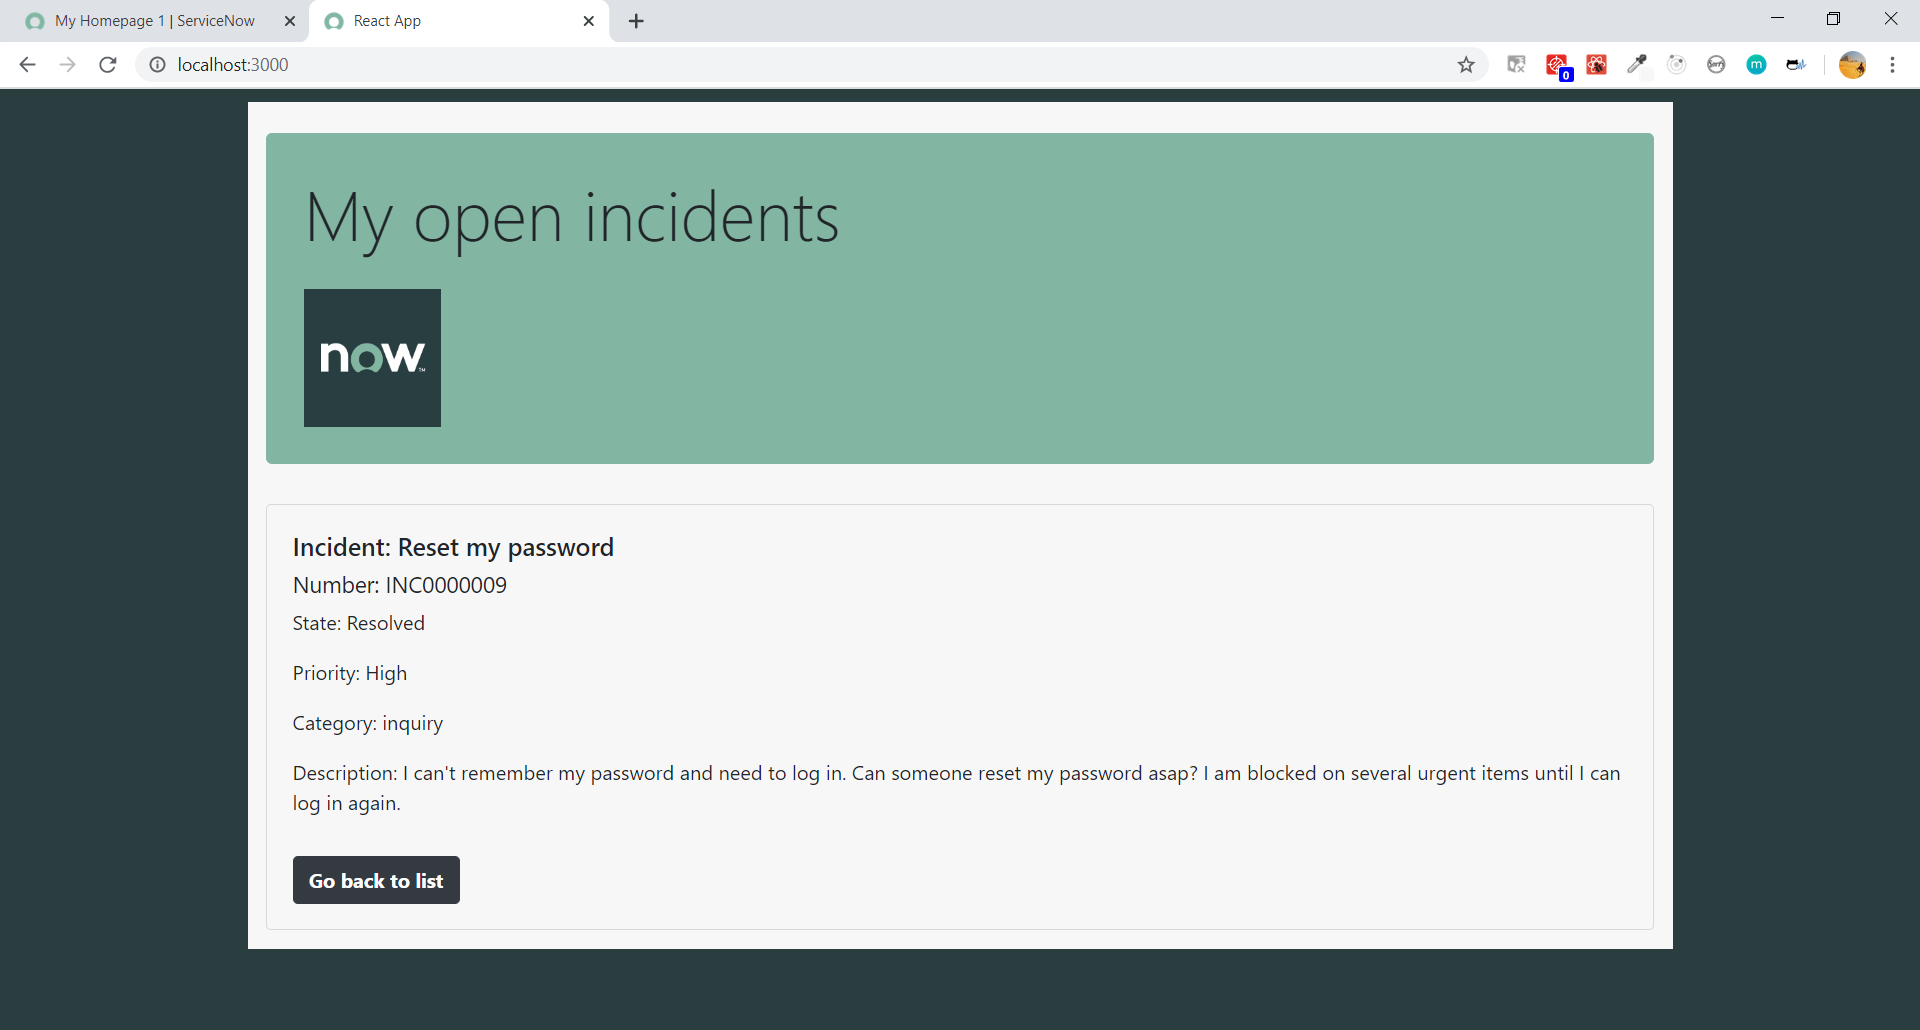 My Homepage 1 | ServiceNow
React App
localhost:3000
0
m
My open incidents
now.™
Incident: Reset my password
Number: INC0000009
State: Resolved
Priority: High
Category: inquiry
Description: I can't remember my password and need to log in. Can someone reset my password asap? I am blocked on several urgent items until I can
log in again.
Go back to list